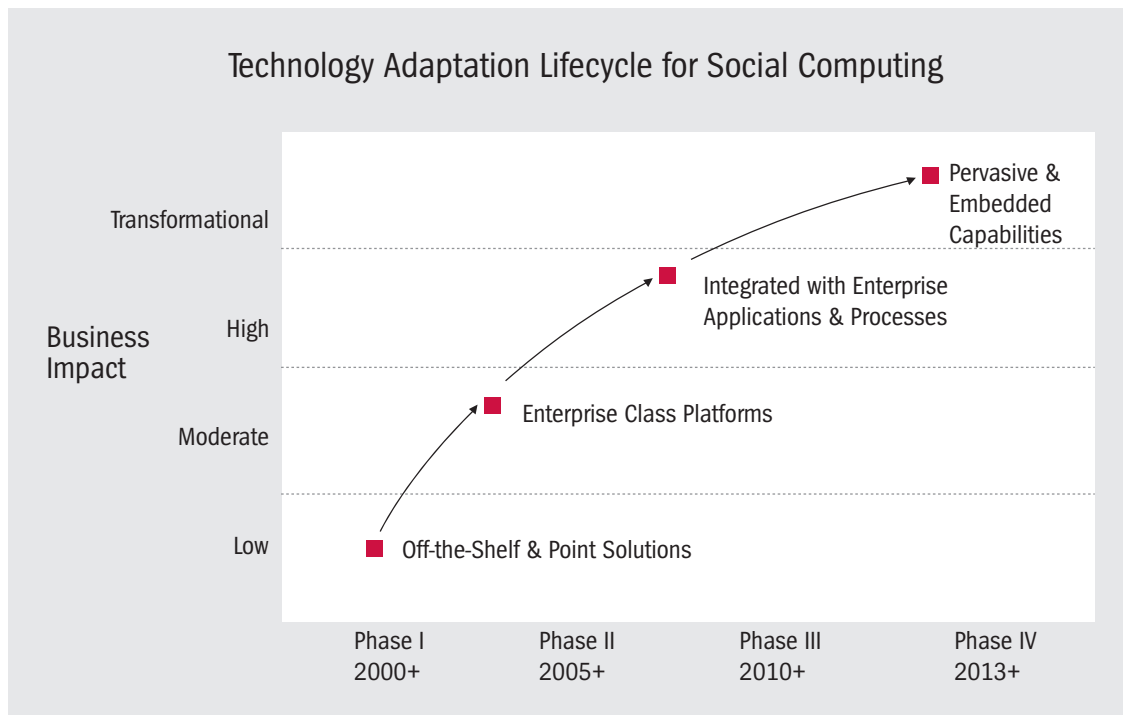 Technology Adaptation Lifecycle for Social Computing
Pervasive &
Embedded
Capabilities
Transformational
Integrated with Enterprise
Applications & Processes
High
Business
Impact
Enterprise Class Platforms
Moderate
Off-the-Shelf & Point Solutions
Low
Phase I
2000+
Phase II
2005+
Phase III
2010+
Phase IV
2013+